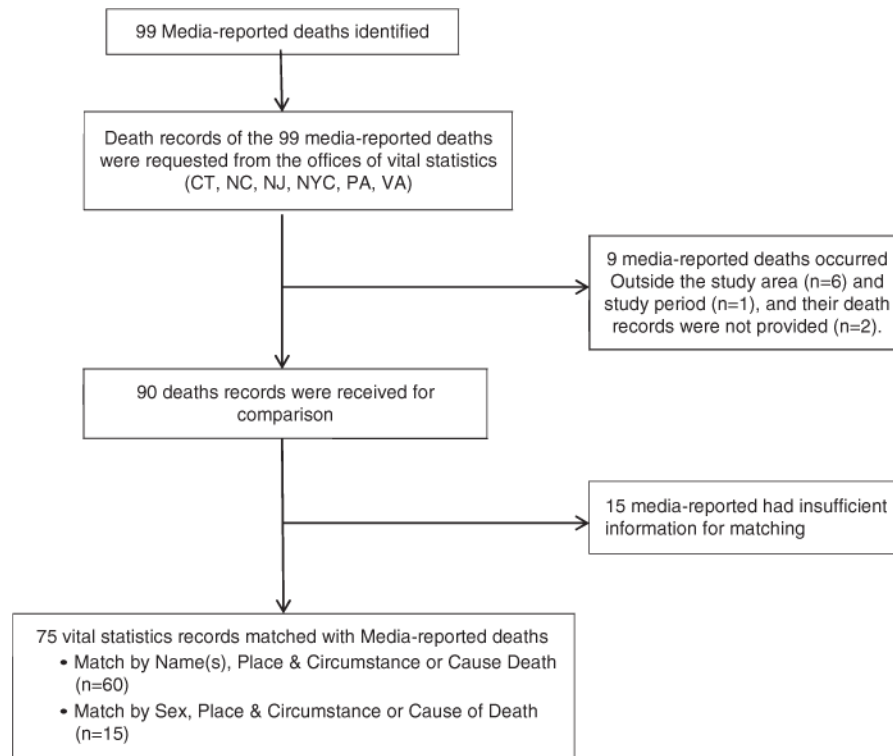 99 Media-reported deaths identified
Death records of the 99 media-reported deaths
were requested from the offices of vital statistics
(CT, NC, NJ, NYC, PA, VA)
9 media-reported deaths occurred
Outside the study area (n=6) and
study period (n=1), and their death
records were not provided (n=2).
90 deaths records were received for
comparison
15 media-reported had insufficient
information for matching
75 vital statistics records matched with Media-reported deaths
• Match by Name(s), Place & Circumstance or Cause Death
(n=60)
• Match by Sex, Place & Circumstance or Cause of Death
(n=15)